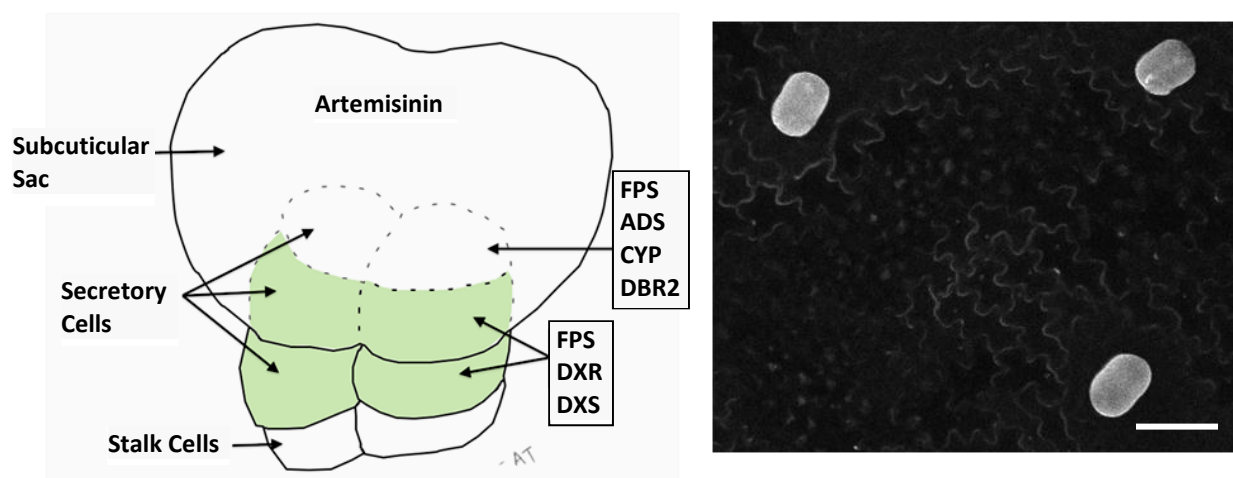 Artemisinin
Subcuticular
Sac
FPS
ADS
CYP
DBR2
Secretory
Cells
FPS
DXR
DXS
Stalk Cells
- AT